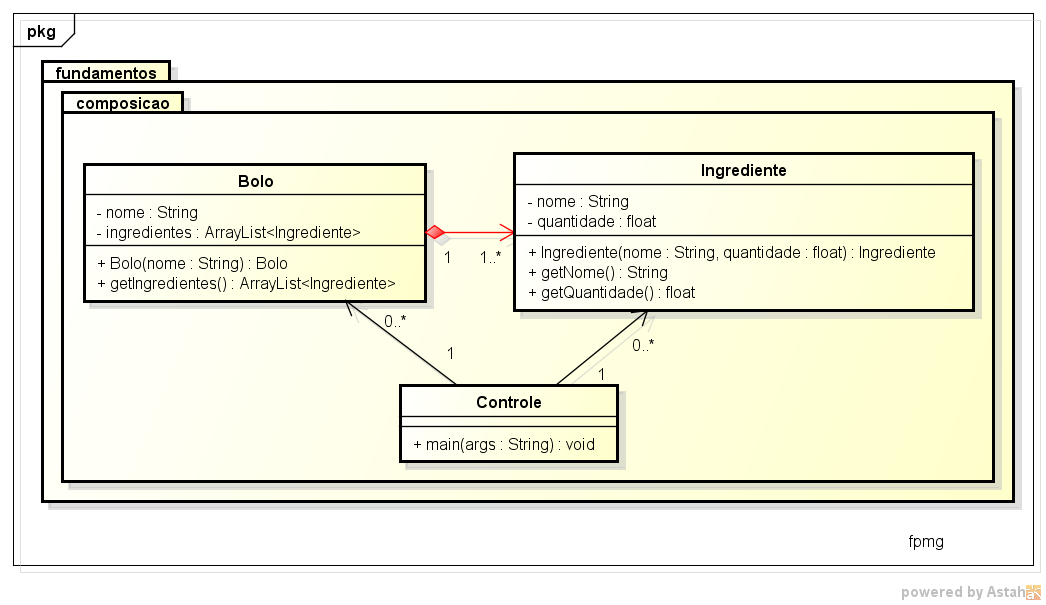 pkg
fundamentos
composicao
Bolo
- nome : String
- ingredientes : ArrayList<Ingrediente>
+ Bolo(nome : String) : Bolo
+ getIngredientes() : ArrayList<Ingrediente>
1
1..*
Ingrediente
- nome : String
- quantidade : float
+ Ingrediente(nome : String, quantidade : float) : Ingrediente
+ getNome() : String
+ getQuantidade() : float
0..*
1
0..*
1
Controle
+ main(args : String) : void
fpmg
powered by Astah